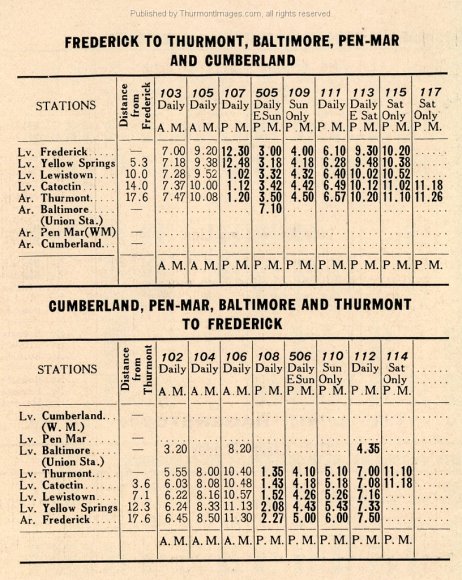 Published by ThurmontImages.com, all rights reserved
FREDERICK TO THURMONT, BALTIMORE, PEN-MAR
AND CUMBERLAND
STATIONS Distance from Frederick 103 105 107 505 109 111 113 115 117
Daily Daily Daily Daily Sun Daily Daily Sat Sat
E.Sun Only E Sat Only Only
A.M. A.M. P.M. P.M. P.M. P.M. P.M. P.M. P.M.
Lv. Frederick — 7.00 9.20 12.30 3.00 4.00 6.10 9.30 10.20
Lv. Yellow Springs 5.3 7.18 9.38 12.48 3.18 4.18 6.28 9.48 10.38
Lv. Lewistown 10.0 7.28 9.52 1.02 3.32 4.32 6.40 10.02 10.52
Lv. Catoctin 14.0 7.37 10.00 1.12 3.42 4.42 6.49 10.12 11.02 11.18
Ar. Thurmont 17.6 7.47 10.08 1.20 3.50 4.50 6.57 10.20 11.10 11.26
Ar. Baltimore — 7.10
(Union Sta.)
Ar. Pen Mar(WM) —
Ar. Cumberland —
A.M. A.M. P.M. P.M. P.M. P.M. P.M. P.M. P.M.
CUMBERLAND, PEN-MAR, BALTIMORE AND THURMONT
TO FREDERICK
STATIONS Distance from Thurmont 102 104 106 108 506 110 112 114
Daily Daily Daily Daily Daily Sun Daily Sat
E Sun Only Only
A.M. A.M. A.M. P.M. P.M. P.M. P.M. P.M.
Lv. Cumberland —
(W. M.)
Lv. Pen Mar —
Lv. Baltimore — 3.20 8.20 4.35
(Union Sta.)
Lv. Thurmont — 5.55 8.00 10.40 1.35 4.10 5.10 7.00 11.10
Lv. Catoctin 3.6 6.03 8.08 10.48 1.43 4.18 5.18 7.08 11.18
Lv. Lewistown 7.1 6.22 8.16 10.57 1.52 4.26 5.26 7.16
Lv. Yellow Springs 12.3 6.24 8.33 11.13 2.08 4.43 5.43 7.33
Ar. Frederick 17.6 6.45 8.50 11.30 2.27 5.00 6.00 7.50
A.M. A.M. A.M. P.M. P.M. P.M. P.M. P.M.